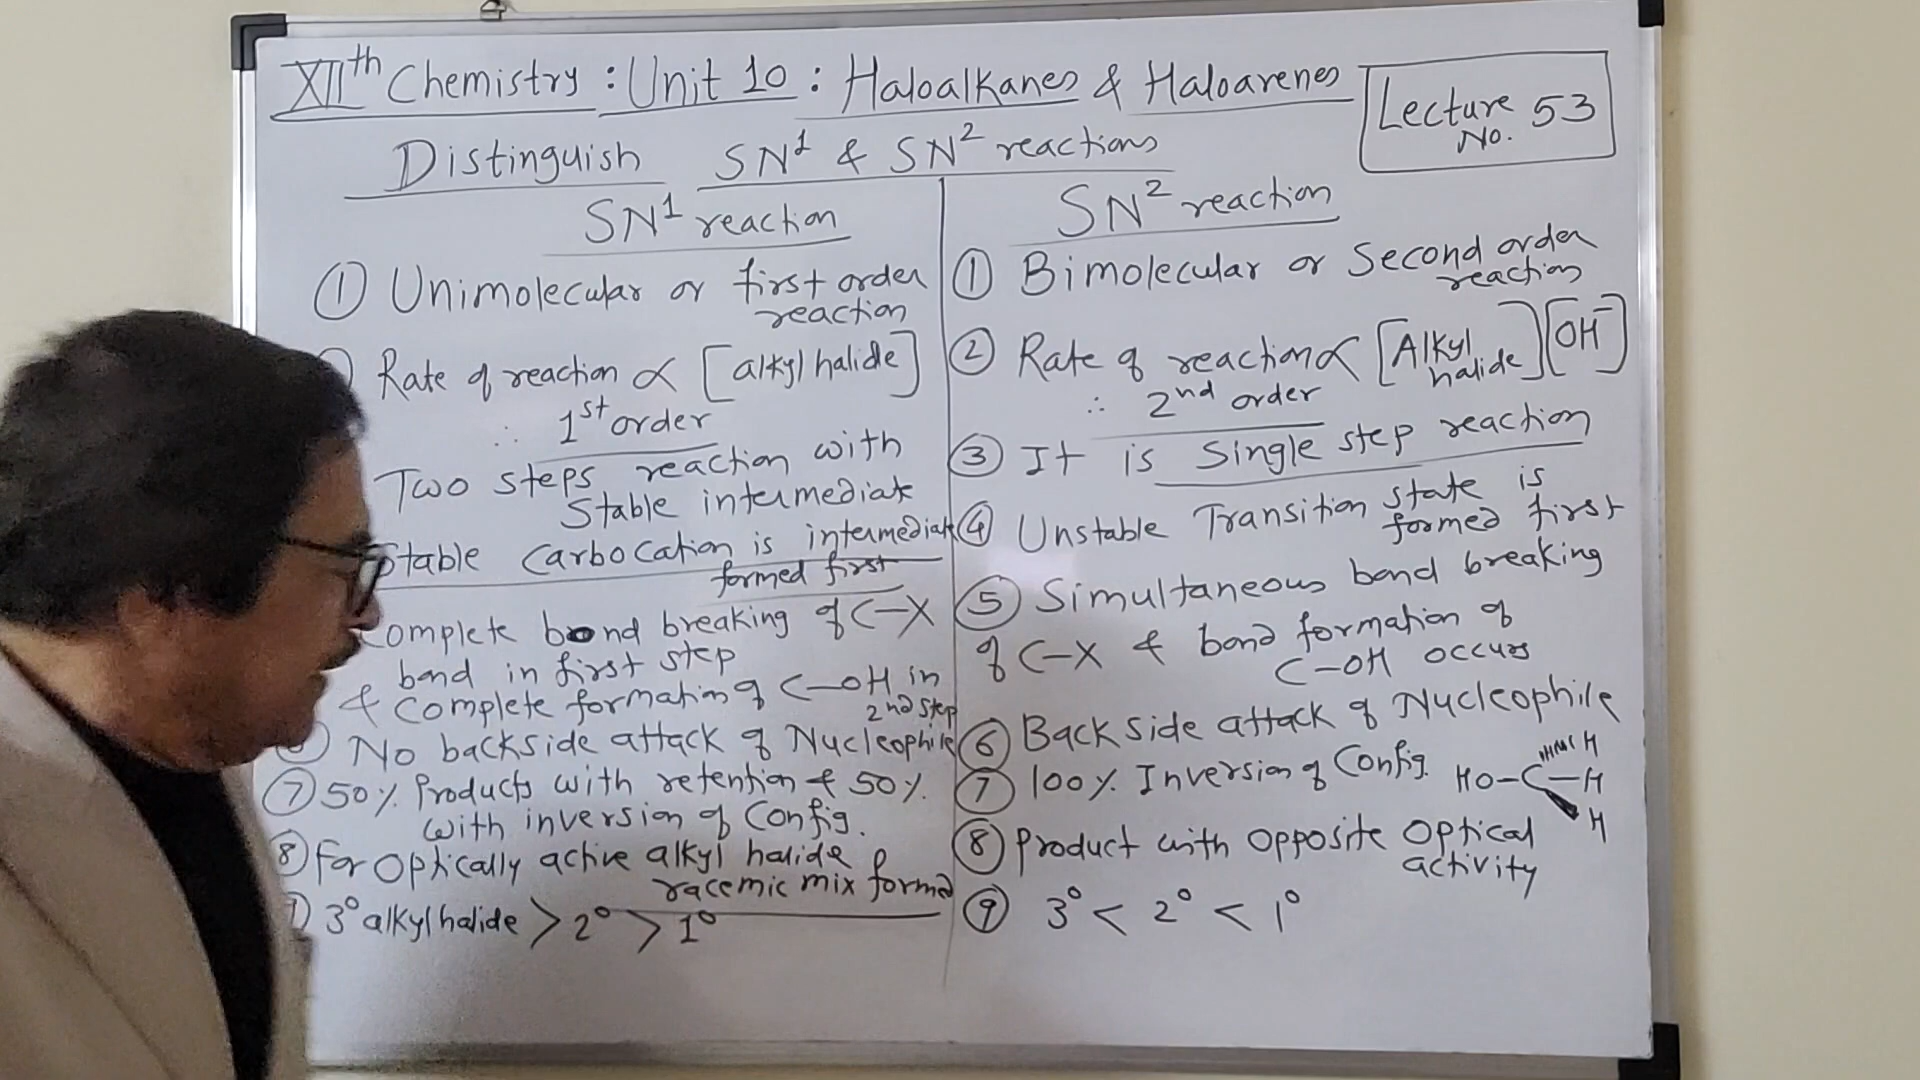 XIIth Chemistry : Unit 10 : Haloalkanes & Haloarenes
Lecture No. 53
Distinguish SN1 & SN2 reactions
SN1 reaction
① Unimolecular or first order
reaction
Rate of reaction ∝ [alkyl halide]
∴ 1st order
Two steps reaction with
Stable intermediate
Stable Carbocation is intermediate
formed first
Complete bond breaking of C-X
bond in first step
& Complete formation of C-OH in
2nd step
No backside attack of Nucleophile
⑦ 50% Products with retention & 50%
with inversion of Config.
⑧ For Optically active alkyl halide
racemic mix formed
3° alkyl halide > 2° > 1°
SN2 reaction
① Bimolecular or Second order
reaction
② Rate of reaction ∝ [Alkyl halide] [OH-]
∴ 2nd order
③ It is Single step reaction
④ Unstable Transition state is
formed first
⑤ Simultaneous bond breaking
of C-X & bond formation of
C-OH occurs
⑥ Back side attack of Nucleophile
⑦ 100% Inversion of Config.
H
HO-C-H
H
⑧ Product with opposite Optical
activity
⑨ 3° < 2° < 1°